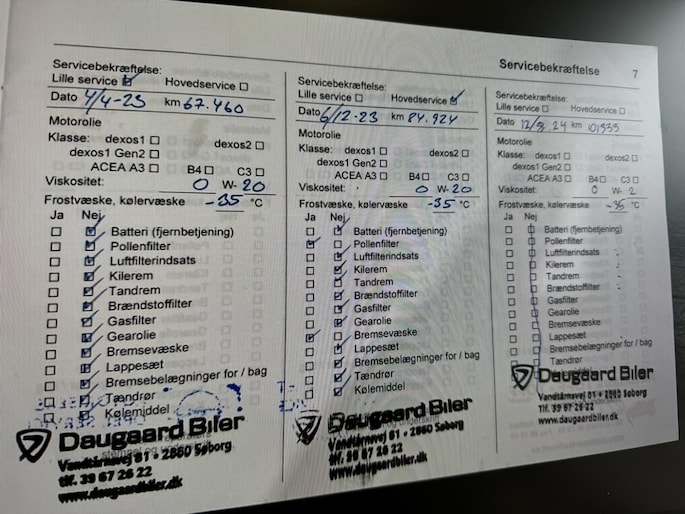 Servicebekræftelse 7
Servicebekræftelse:
Lille service ☑ Hovedservice ☐
Dato 4/4-23 km 67.460
Motorolie
Klasse: dexos1 ☐ dexos2 ☐
dexos1 Gen2 ☐
ACEA A3 ☐ B4 ☐ C3 ☐
Viskositet: 0 W- 20
Frostvæske, kølervæske -35 °C
Ja Nej
Batteri (fjernbetjening)
Pollenfilter
Luftfilterindsats
Kilerem
Tandrem
Brændstoffilter
Gasfilter
Gearolie
Bremsevæske
Lappesæt
Bremsebelægninger for / bag
Tændrør
Kølemiddel
Daugaard Biler
Vandtårnsvej 61 • 2860 Søborg
tlf. 39 67 26 22
www.daugaardbiler.dk
Servicebekræftelse:
Lille service ☐ Hovedservice ☑
Dato 6/12-23 km 84.924
Motorolie
Klasse: dexos1 ☐ dexos2 ☐
dexos1 Gen2 ☐
ACEA A3 ☐ B4 ☐ C3 ☐
Viskositet: 0 W- 20
Frostvæske, kølervæske -35 °C
Ja Nej
Batteri (fjernbetjening)
Pollenfilter
Luftfilterindsats
Kilerem
Tandrem
Brændstoffilter
Gasfilter
Gearolie
Bremsevæske
Lappesæt
Bremsebelægninger for / bag
Tændrør
Kølemiddel
Daugaard Biler
Vandtårnsvej 61 • 2860 Søborg
tlf. 39 67 26 22
www.daugaardbiler.dk
Servicebekræftelse:
Lille service ☐ Hovedservice ☐
Dato km
Motorolie
Klasse: dexos1 ☐ dexos2 ☐
dexos1 Gen2 ☐
ACEA A3 ☐ B4 ☐ C3 ☐
Viskositet: 0 W- 2
Frostvæske, kølervæske -35 °C
Ja Nej
Batteri (fjernbetjening)
Pollenfilter
Luftfilterindsats
Kilerem
Tandrem
Brændstoffilter
Gasfilter
Gearolie
Bremsevæske
Lappesæt
Bremsebelægninger for / bag
Tændrør
Daugaard Biler
Vandtårnsvej 61 • 2860 Søborg
tlf. 39 67 26 22
www.daugaardbiler.dk